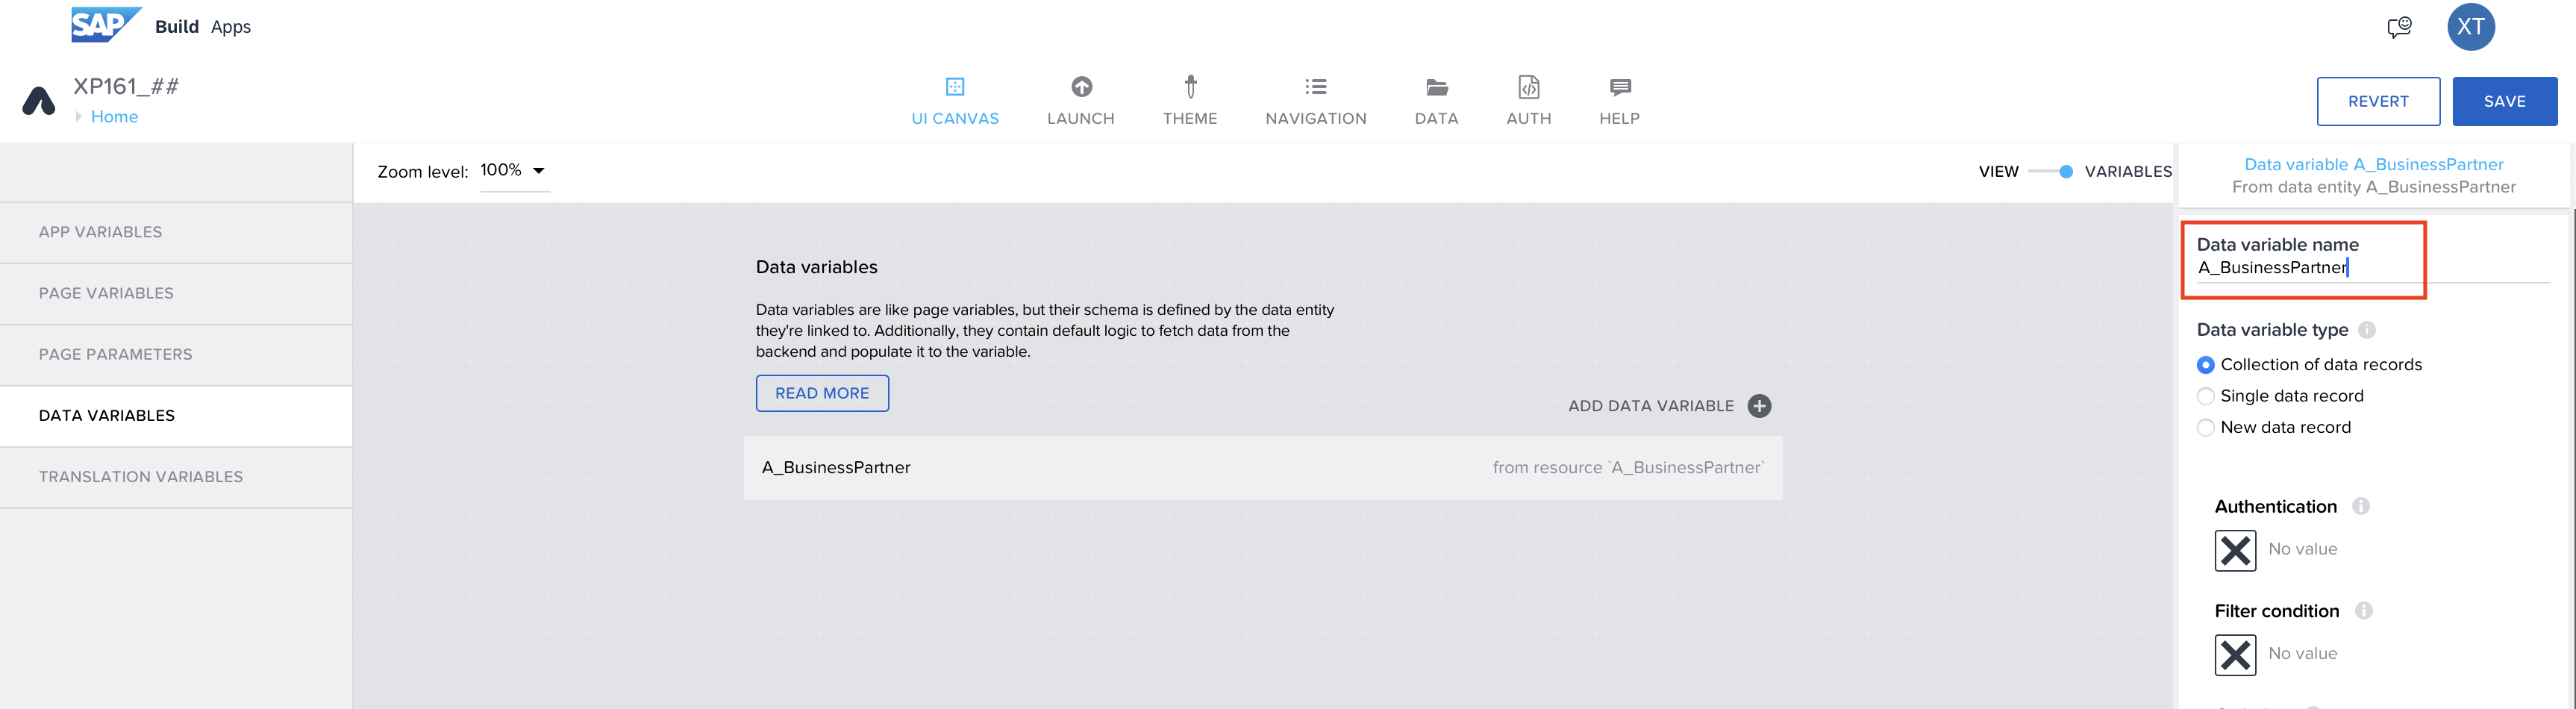 SAP Build Apps
XT
XP161_##
Home
UI CANVAS
LAUNCH
THEME
NAVIGATION
DATA
AUTH
HELP
REVERT
SAVE
APP VARIABLES
PAGE VARIABLES
PAGE PARAMETERS
DATA VARIABLES
TRANSLATION VARIABLES
Zoom level: 100%
VIEW
VARIABLES
Data variables
Data variables are like page variables, but their schema is defined by the data entity
they're linked to. Additionally, they contain default logic to fetch data from the
backend and populate it to the variable.
READ MORE
ADD DATA VARIABLE
A_BusinessPartner
from resource `A_BusinessPartner`
Data variable A_BusinessPartner
From data entity A_BusinessPartner
Data variable name
A_BusinessPartner
Data variable type
Collection of data records
Single data record
New data record
Authentication
No value
Filter condition
No value